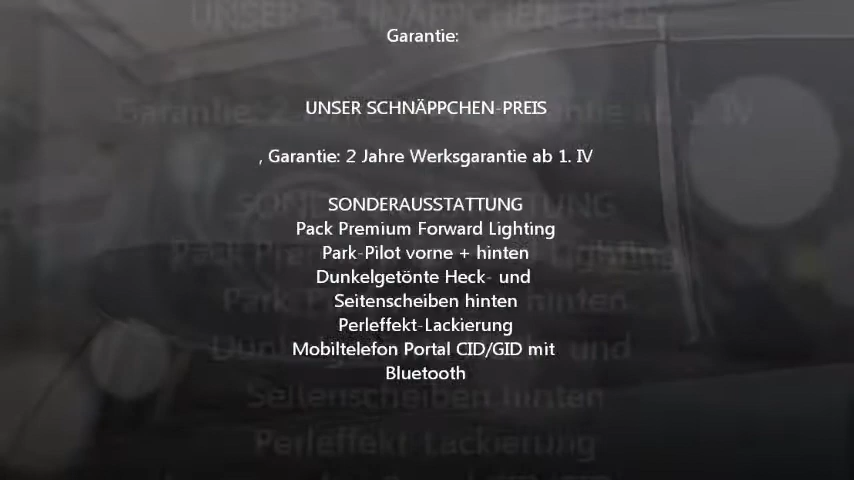 Garantie:
UNSER SCHNÄPPCHEN-PREIS
, Garantie: 2 Jahre Werksgarantie ab 1. IV
SONDERAUSSTATTUNG
Pack Premium Forward Lighting
Park-Pilot vorne + hinten
Dunkelgetönte Heck- und
Seitenscheiben hinten
Perleffekt-Lackierung
Mobiltelefon Portal CID/GID mit
Bluetooth